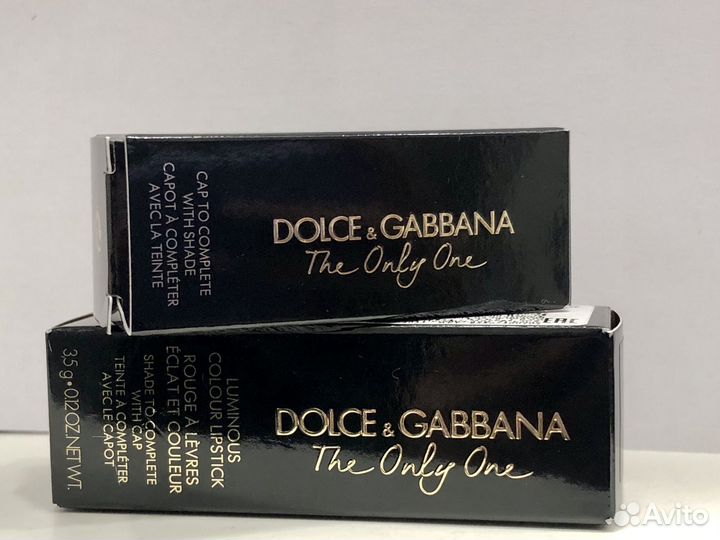 CAP TO COMPLETE
WITH SHADE
CAPOT À COMPLÉTER
AVEC LA TEINTE
DOLCE & GABBANA
The Only One
LUMINOUS
COLOUR LIPSTICK
ROUGE À LÈVRES
ÉCLAT ET COULEUR
SHADE TO COMPLETE
WITH CAP
TEINTE À COMPLÉTER
AVEC LE CAPOT
3,5 g • 0.12 OZ. NET WT.
DOLCE & GABBANA
The Only One
EAC
Avito